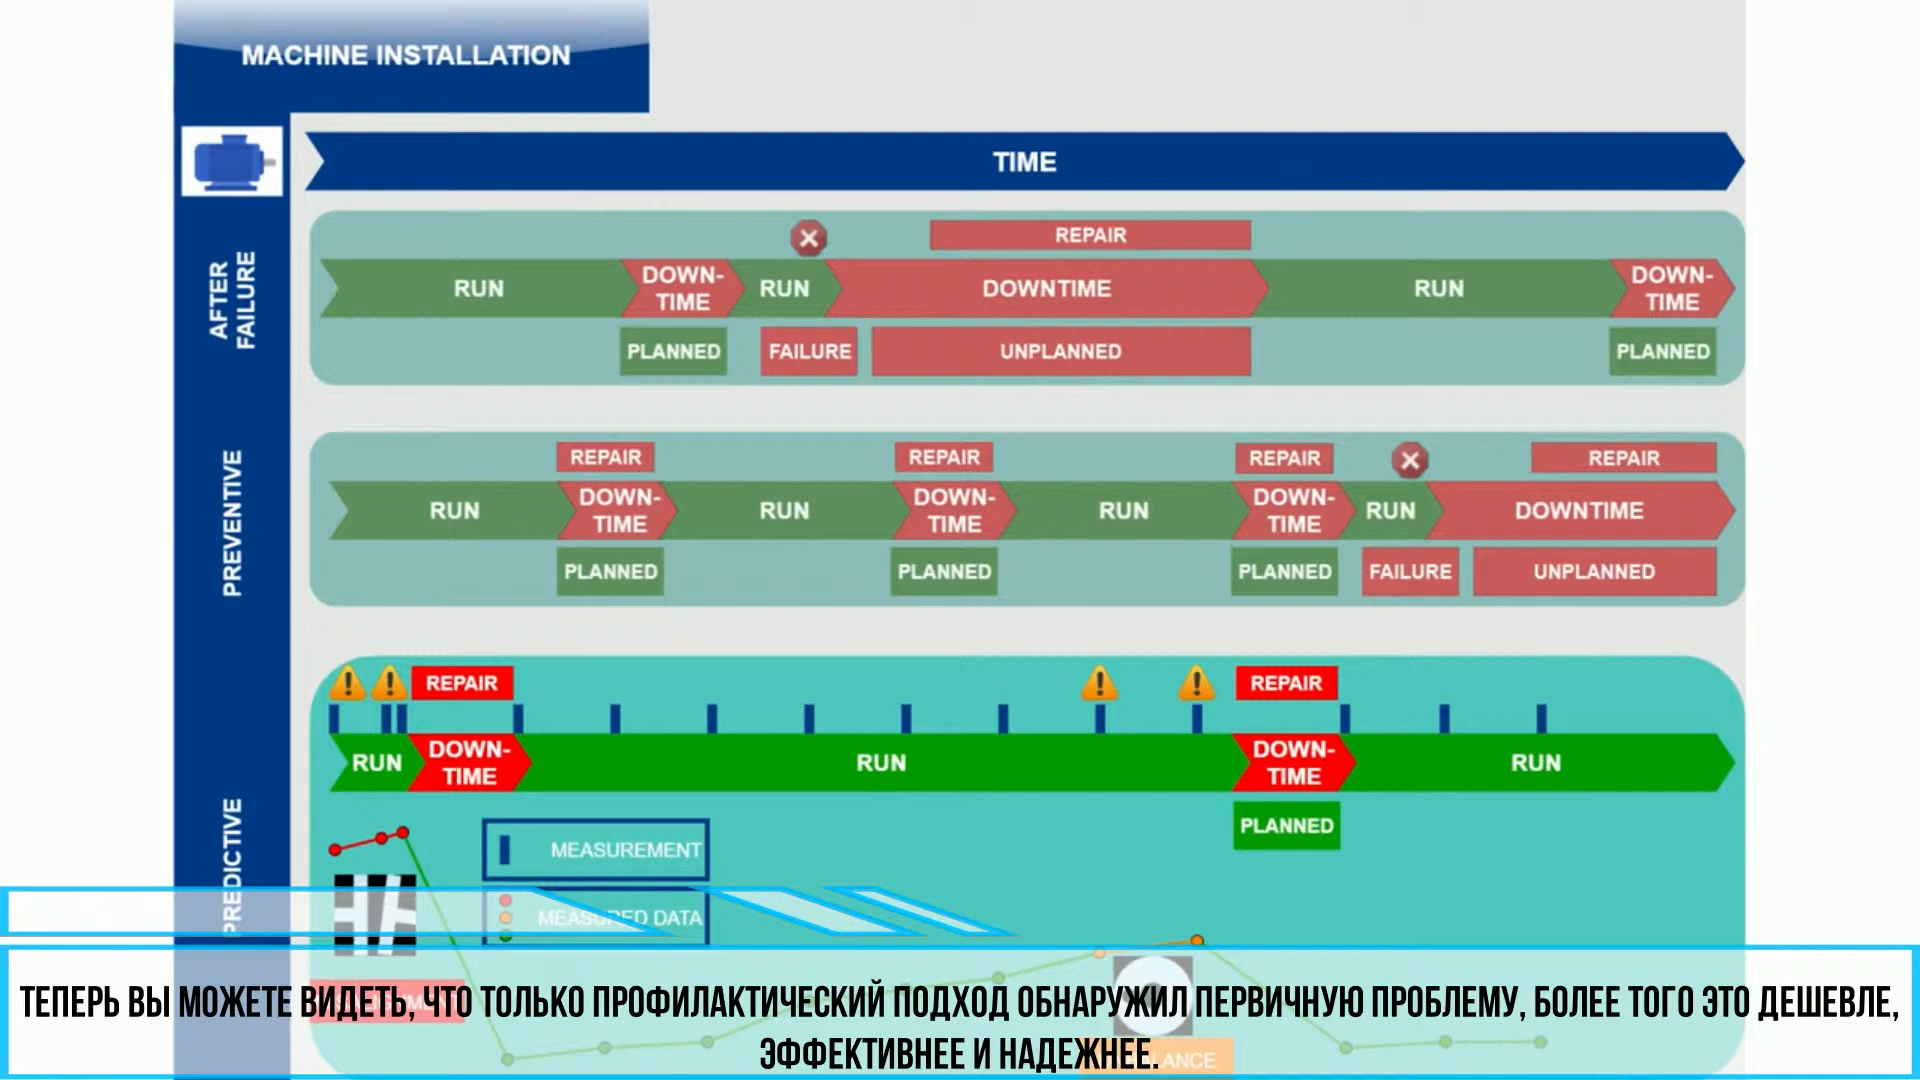 MACHINE INSTALLATION
TIME
AFTER
FAILURE
REPAIR
RUN
DOWN-
TIME
RUN
DOWNTIME
RUN
DOWN-
TIME
PLANNED
FAILURE
UNPLANNED
PLANNED
PREVENTIVE
REPAIR
REPAIR
REPAIR
REPAIR
RUN
DOWN-
TIME
RUN
DOWN-
TIME
RUN
DOWN-
TIME
RUN
DOWNTIME
PLANNED
PLANNED
PLANNED
FAILURE
UNPLANNED
PREDICTIVE
REPAIR
REPAIR
RUN
DOWN-
TIME
RUN
DOWN-
TIME
RUN
PLANNED
MEASUREMENT
MEASURED DATA
ТЕПЕРЬ ВЫ МОЖЕТЕ ВИДЕТЬ, ЧТО ТОЛЬКО ПРОФИЛАКТИЧЕСКИЙ ПОДХОД ОБНАРУЖИЛ ПЕРВИЧНУЮ ПРОБЛЕМУ, БОЛЕЕ ТОГО ЭТО ДЕШЕВЛЕ,
ЭФФЕКТИВНЕЕ И НАДЕЖНЕЕ.